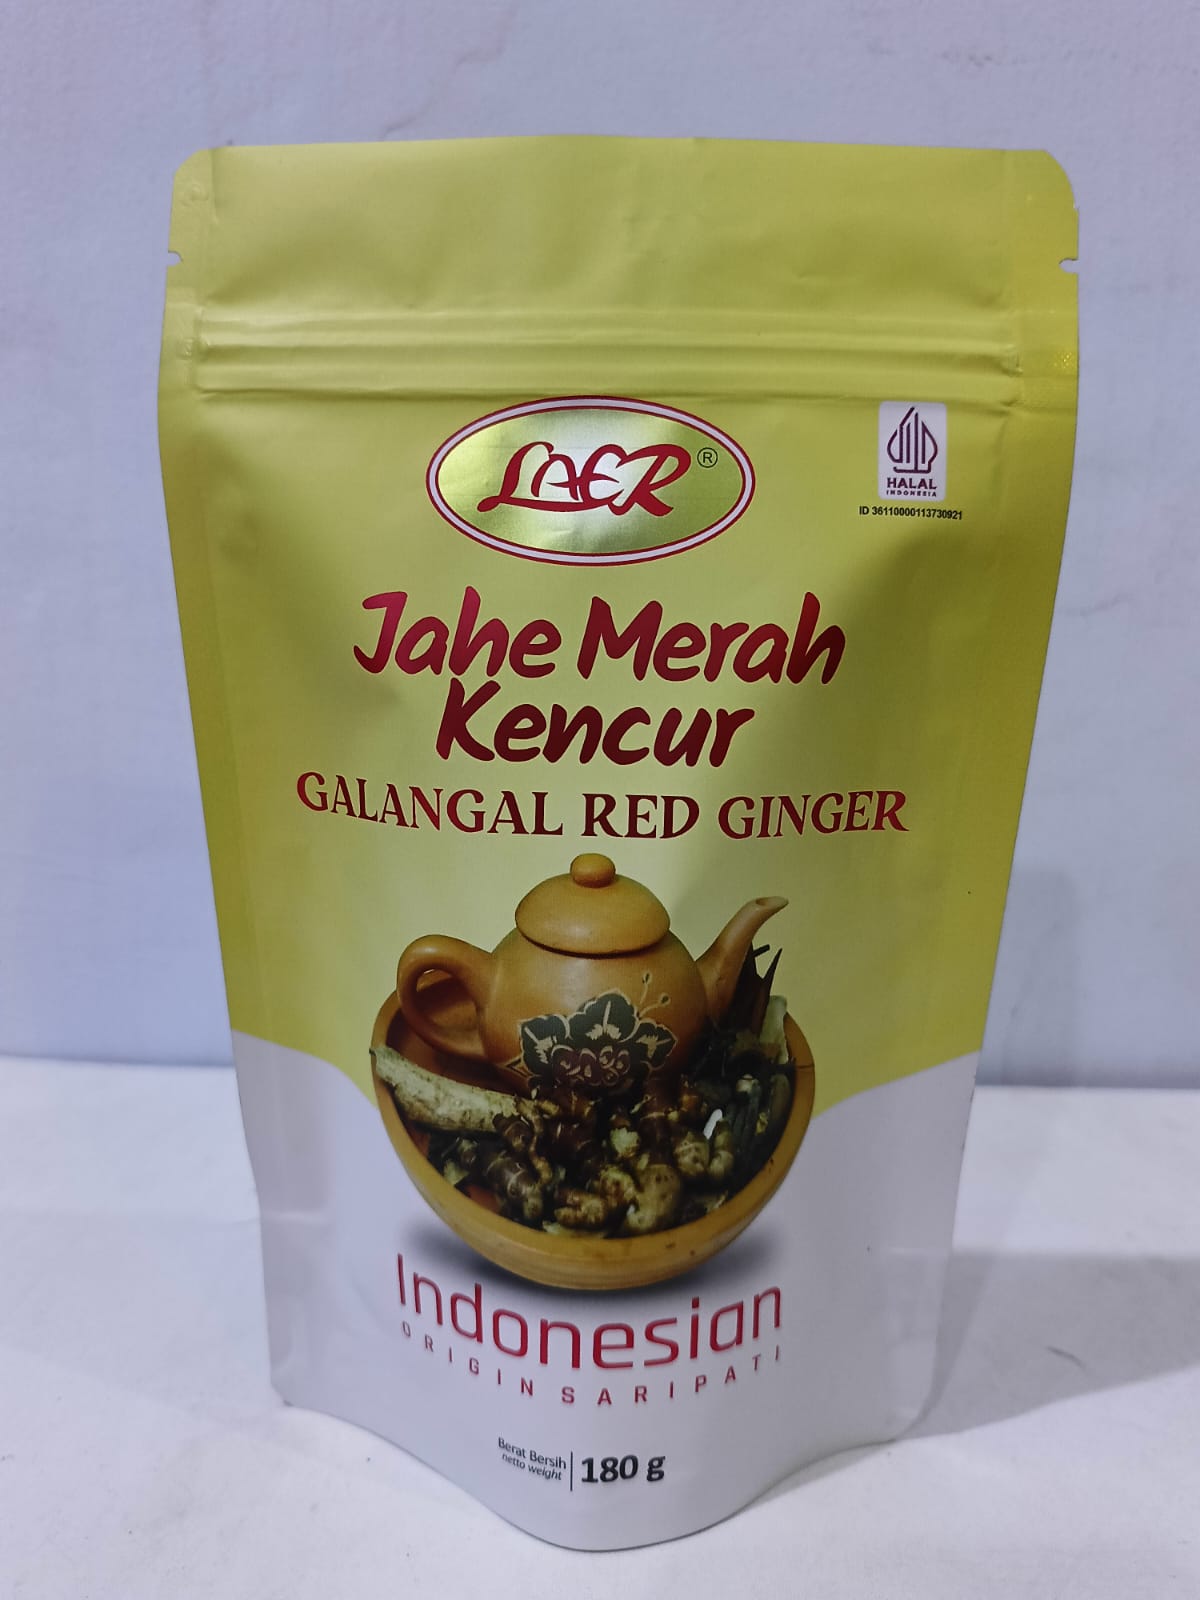 LAER ®
HALAL
INDONESIA
ID 36110000113730921
Jahe Merah
Kencur
GALANGAL RED GINGER
Indonesian
ORIGIN SARIPATI
Berat Bersih
netto weight
180 g